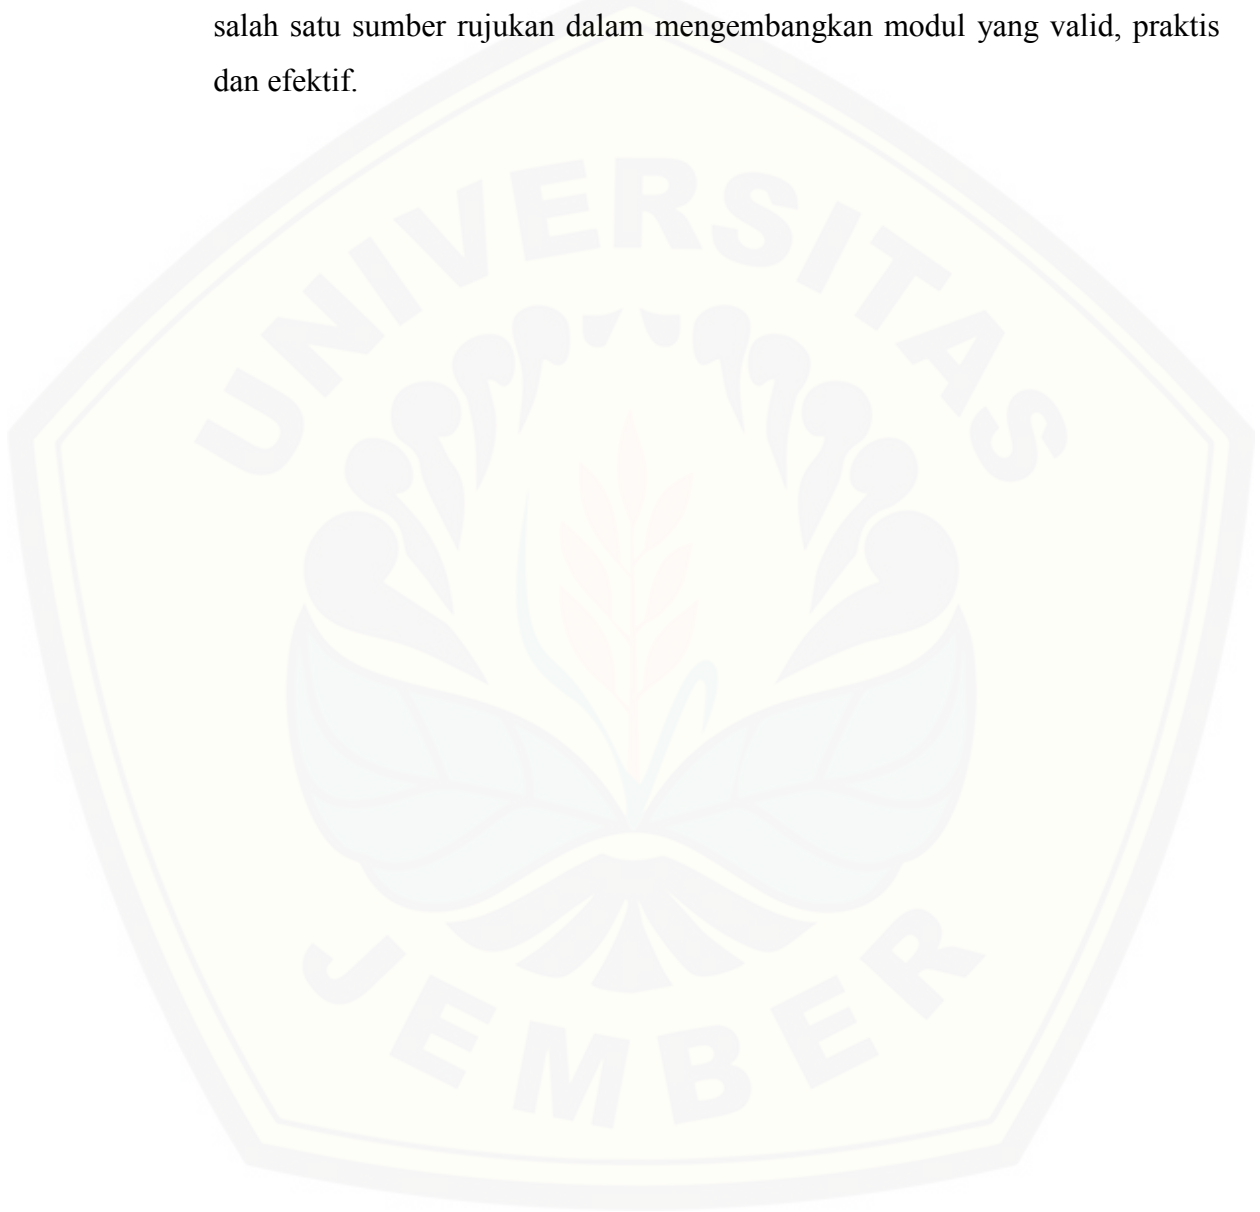 salah satu sumber rujukan dalam mengembangkan modul yang valid, praktis
dan efektif.
UNIVERSITAS
JEMBER